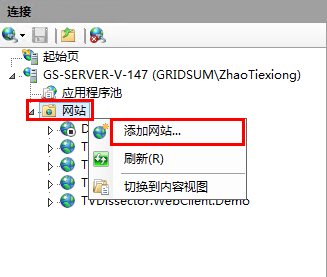 连接
起始页
GS-SERVER-V-147 (GRIDSUM\ZhaoTiexiong)
应用程序池
网站
D
添加网站...
T
T
刷新(R)
T
切换到内容视图
TVDissector.WebClient.Demo